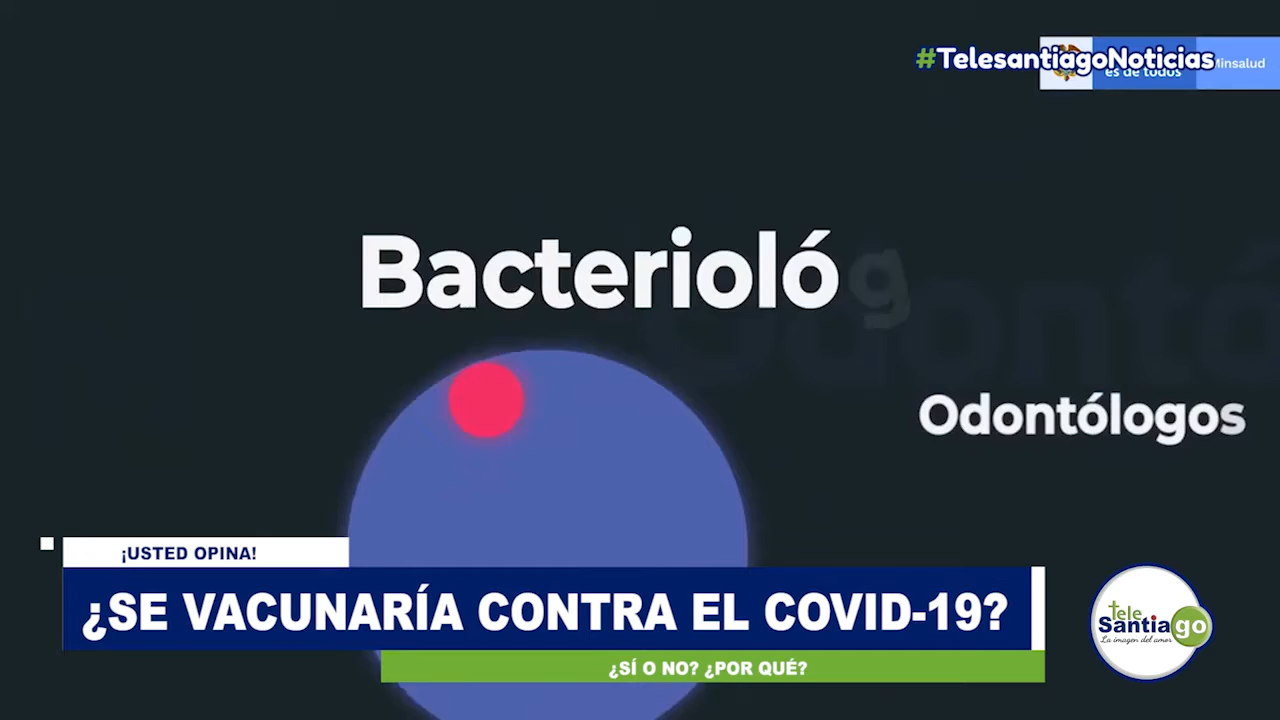 #TelesantiagoNoticias
es de todos
Minsalud
Bacterioló
g
Odontó
Odontólogos
¡USTED OPINA!
¿SE VACUNARÍA CONTRA EL COVID-19?
¿SÍ O NO? ¿POR QUÉ?
tele
Santiago
La imagen del amor